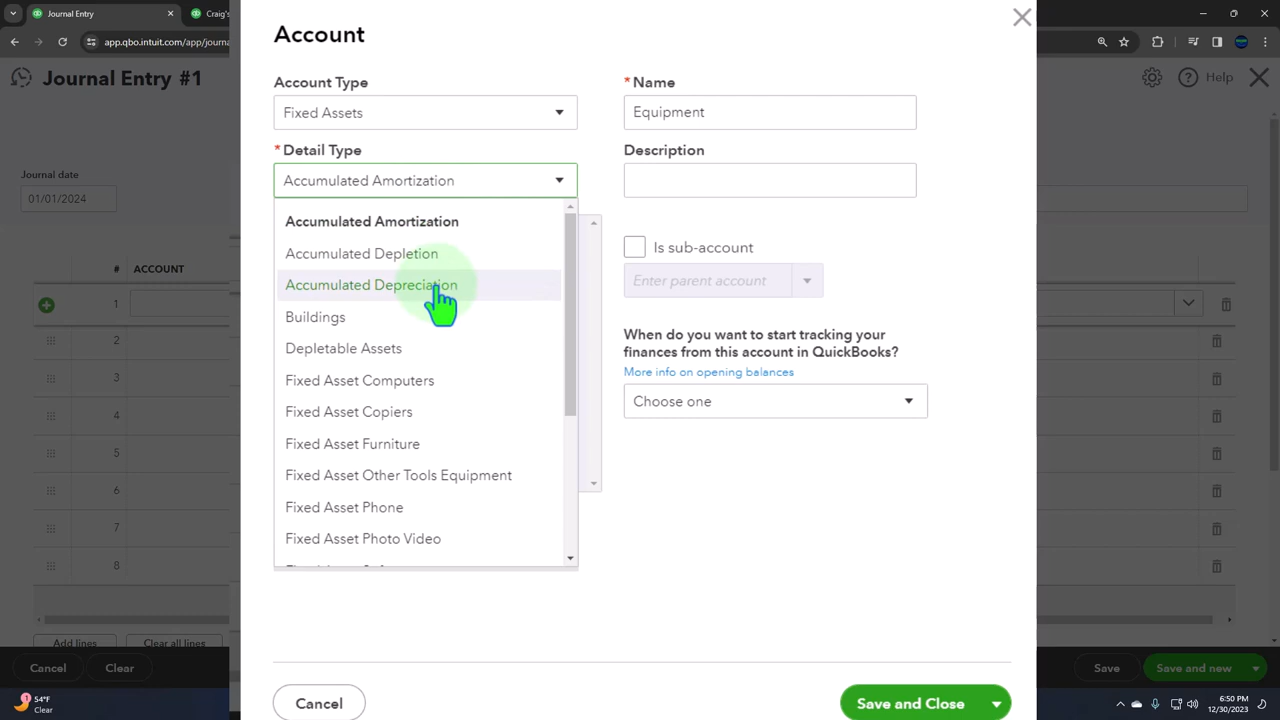 Journal E
Craig'
qbo.intuit.com/app/journa
Journal Entry #1
Help
Journal date
01/01/2024
#
ACCOUNT
1
2
3
4
5
6
7
8
Add lines
Clear all lines
Cancel
Clear
Save
Save and new
54°F
Clear
6:50 PM
12/6/2023
Account
Account Type
Fixed Assets
* Detail Type
Accumulated Amortization
Accumulated Amortization
Accumulated Depletion
Accumulated Depreciation
Buildings
Depletable Assets
Fixed Asset Computers
Fixed Asset Copiers
Fixed Asset Furniture
Fixed Asset Other Tools Equipment
Fixed Asset Phone
Fixed Asset Photo Video
* Name
Equipment
Description
Is sub-account
Enter parent account
When do you want to start tracking your
finances from this account in QuickBooks?
More info on opening balances
Choose one
Cancel
Save and Close